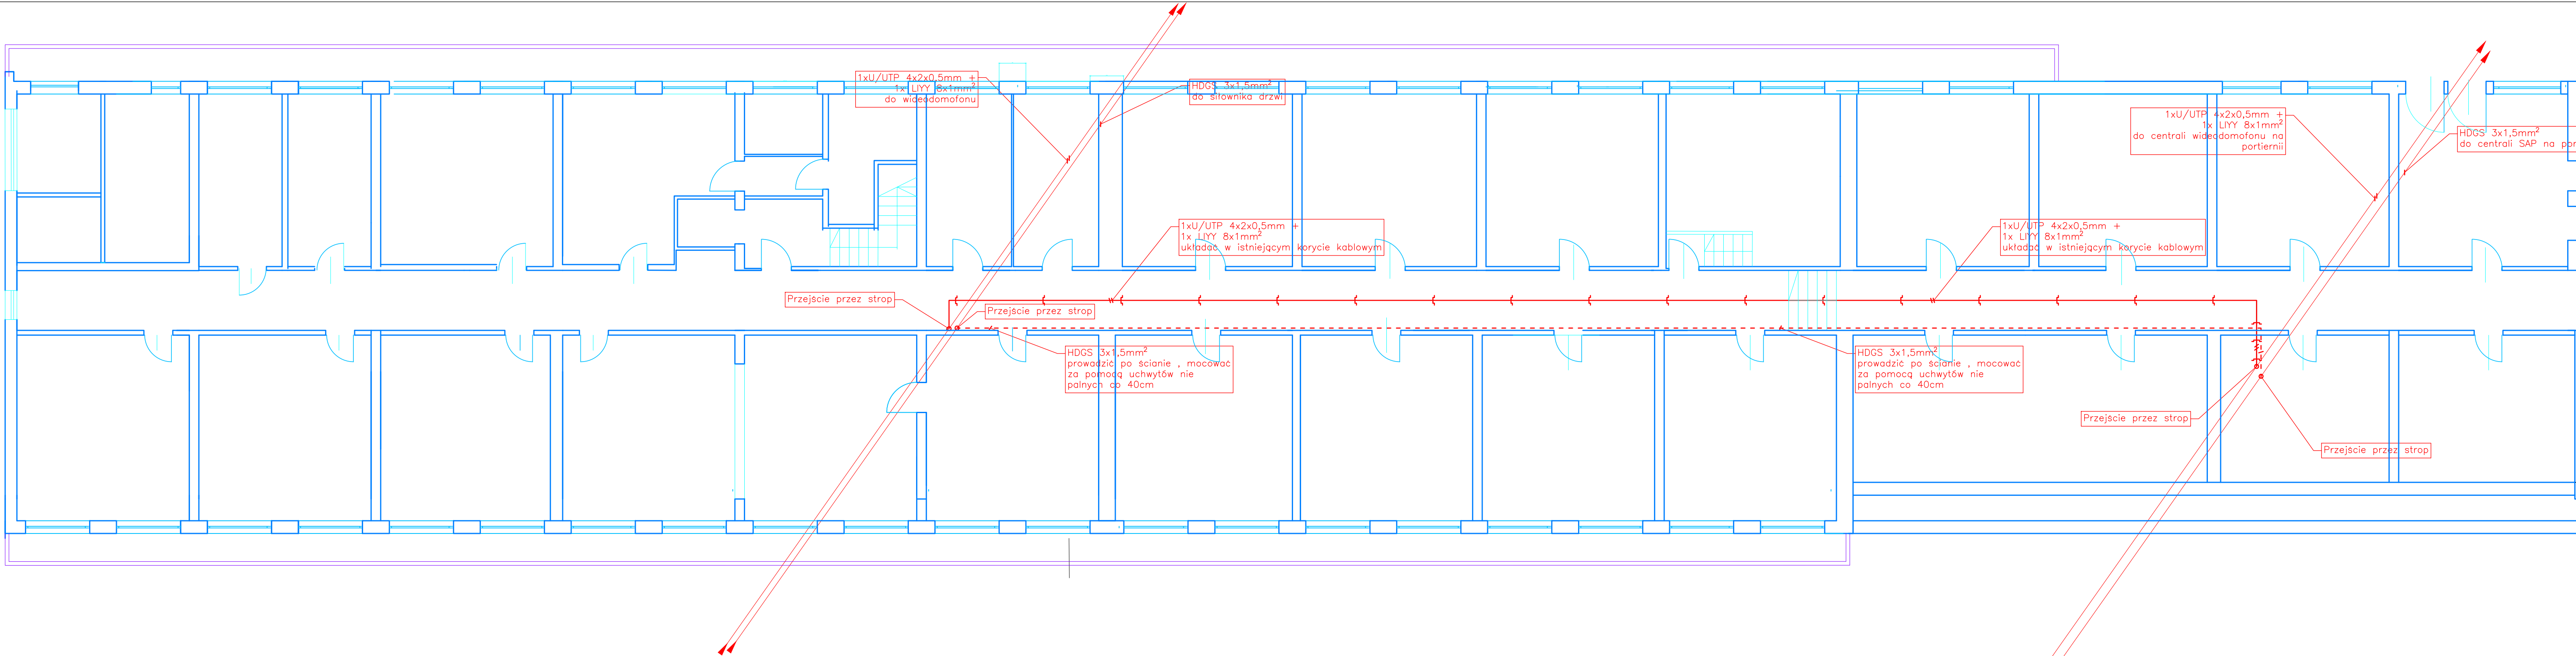 1xU/UTP 4x2x0,5mm +
1x LIYY 8x1mm²
do wideodomofonu
HDGS 3x1,5mm²
do siłownika drzwi
1xU/UTP 4x2x0,5mm +
1x LIYY 8x1mm²
do centrali wideodomofonu na
portiernii
HDGS 3x1,5mm²
do centrali SAP na por
1xU/UTP 4x2x0,5mm +
1x LIYY 8x1mm²
układać w istniejącym korycie kablowym
1xU/UTP 4x2x0,5mm +
1x LIYY 8x1mm²
układać w istniejącym korycie kablowym
Przejście przez strop
Przejście przez strop
HDGS 3x1,5mm²
prowadzić po ścianie , mocować
za pomocą uchwytów nie
palnych co 40cm
HDGS 3x1,5mm²
prowadzić po ścianie , mocować
za pomocą uchwytów nie
palnych co 40cm
Przejście przez strop
Przejście przez strop